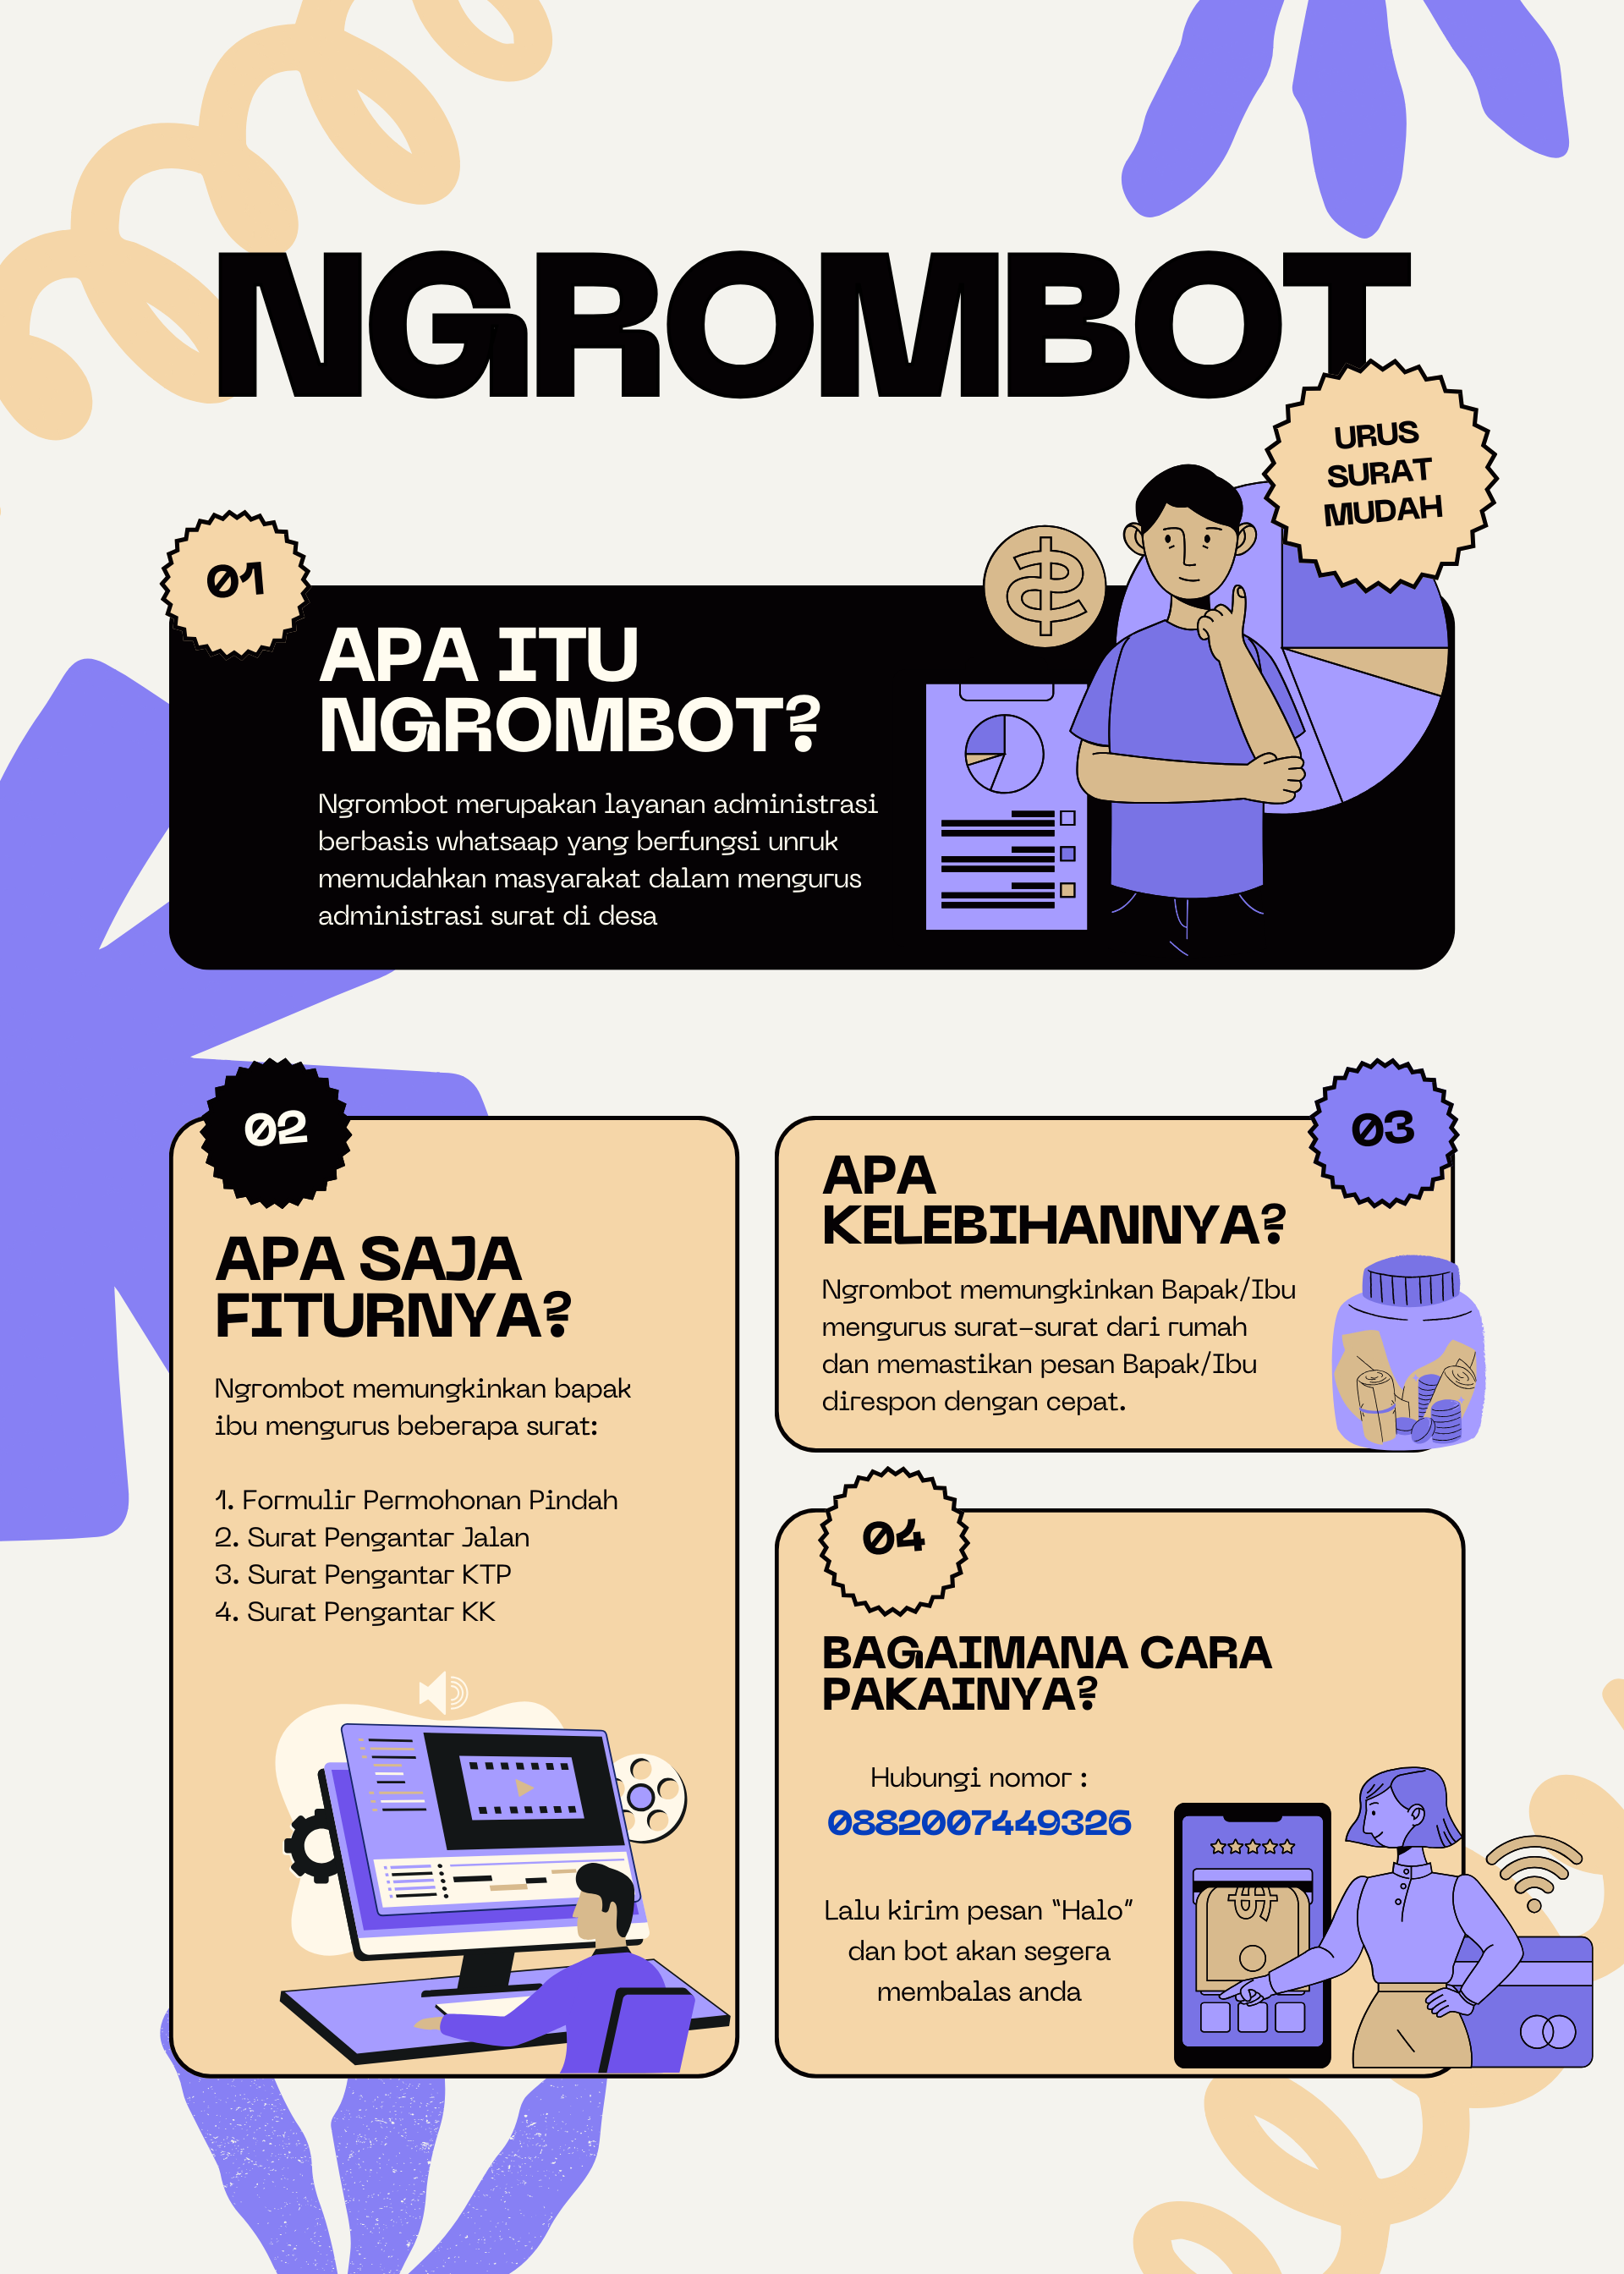 NGROMBOT
URUS
SURAT
MUDAH
01
APA ITU
NGROMBOT?
Ngrombot merupakan layanan administrasi
berbasis whatsaap yang berfungsi unruk
memudahkan masyarakat dalam mengurus
administrasi surat di desa
02
APA SAJA
FITURNYA?
Ngrombot memungkinkan bapak
ibu mengurus beberapa surat:
1. Formulir Permohonan Pindah
2. Surat Pengantar Jalan
3. Surat Pengantar KTP
4. Surat Pengantar KK
03
APA
KELEBIHANNYA?
Ngrombot memungkinkan Bapak/Ibu
mengurus surat-surat dari rumah
dan memastikan pesan Bapak/Ibu
direspon dengan cepat.
04
BAGAIMANA CARA
PAKAINYA?
Hubungi nomor :
0882007449326
Lalu kirim pesan "Halo"
dan bot akan segera
membalas anda